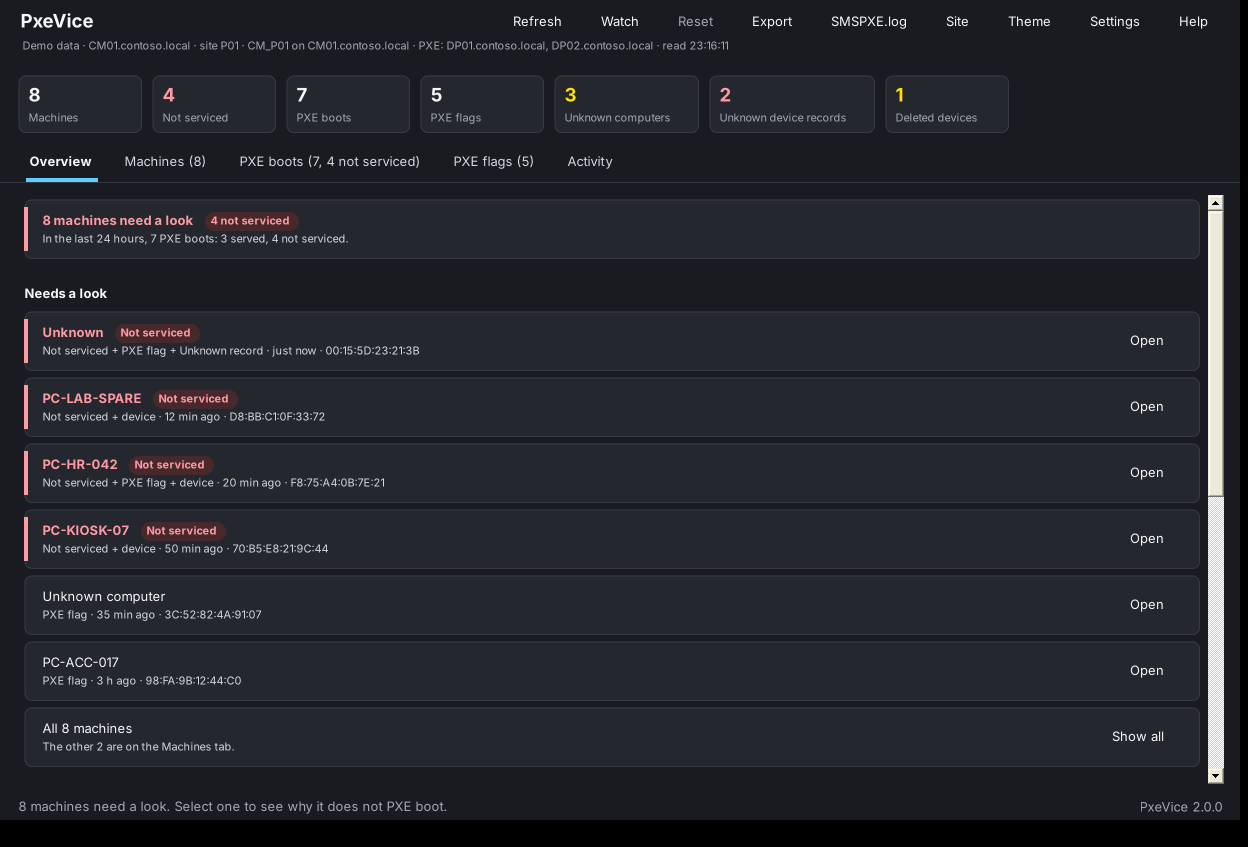 PxeVice
Refresh Watch Reset Export SMSPXE.log Site Theme Settings Help
Demo data · CM01.contoso.local · site P01 · CM_P01 on CM01.contoso.local · PXE: DP01.contoso.local, DP02.contoso.local · read 23:16:11
8 4 7 5 3 2 1
Machines Not serviced PXE boots PXE flags Unknown computers Unknown device records Deleted devices
Overview Machines (8) PXE boots (7, 4 not serviced) PXE flags (5) Activity
8 machines need a look 4 not serviced
In the last 24 hours, 7 PXE boots: 3 served, 4 not serviced.
Needs a look
Unknown Not serviced
Not serviced + PXE flag + Unknown record · just now · 00:15:5D:23:21:3B
Open
PC-LAB-SPARE Not serviced
Not serviced + device · 12 min ago · D8:BB:C1:0F:33:72
Open
PC-HR-042 Not serviced
Not serviced + PXE flag + device · 20 min ago · F8:75:A4:0B:7E:21
Open
PC-KIOSK-07 Not serviced
Not serviced + device · 50 min ago · 70:B5:E8:21:9C:44
Open
Unknown computer
PXE flag · 35 min ago · 3C:52:82:4A:91:07
Open
PC-ACC-017
PXE flag · 3 h ago · 98:FA:9B:12:44:C0
Open
All 8 machines
The other 2 are on the Machines tab.
Show all
8 machines need a look. Select one to see why it does not PXE boot.
PxeVice 2.0.0